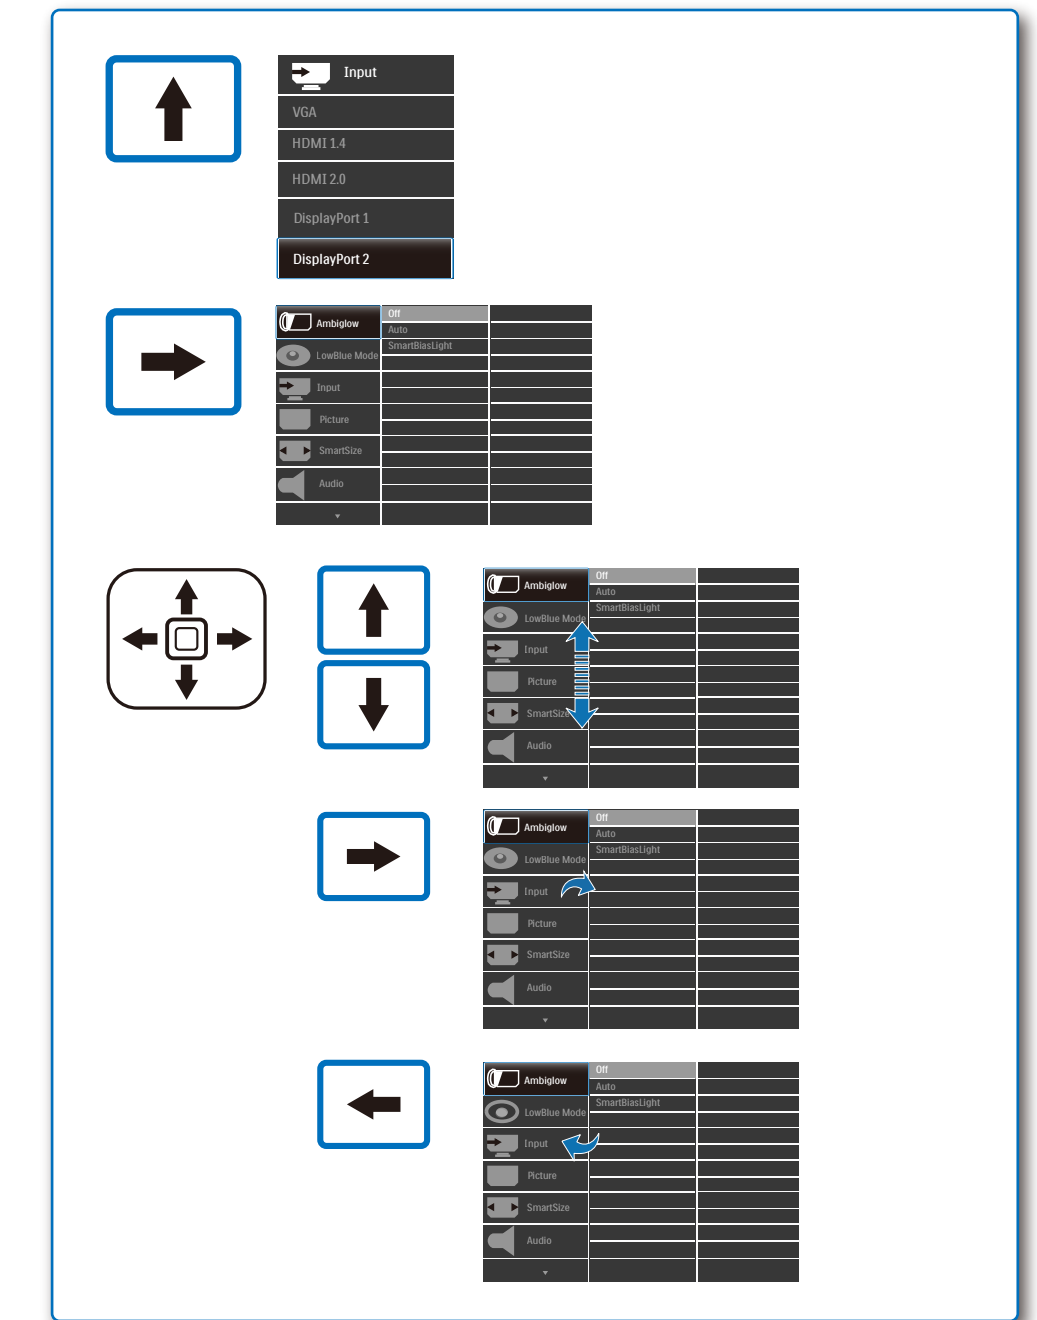 Input
VGA
HDMI 1.4
HDMI 2.0
DisplayPort 1
DisplayPort 2
Ambiglow
Off
Auto
LowBlue Mode
SmartBiasLight
Input
Picture
SmartSize
Audio
Ambiglow
Off
Auto
LowBlue Mode
SmartBiasLight
Input
Picture
SmartSize
Audio
Ambiglow
Off
Auto
LowBlue Mode
SmartBiasLight
Input
Picture
SmartSize
Audio
Ambiglow
Off
Auto
LowBlue Mode
SmartBiasLight
Input
Picture
SmartSize
Audio